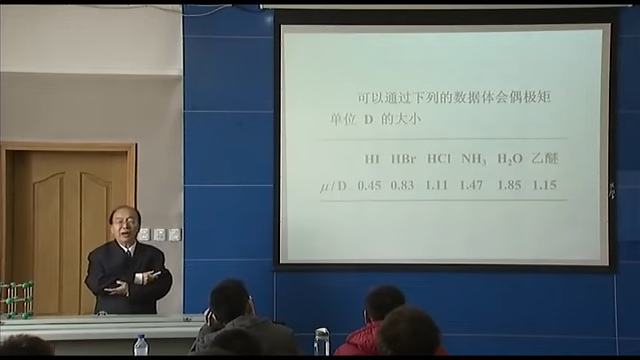 可以通过下列的数据体会偶极矩
单位 D 的大小
HI HBr HCl NH₃ H₂O 乙醚
μ/D 0.45 0.83 1.11 1.47 1.85 1.15